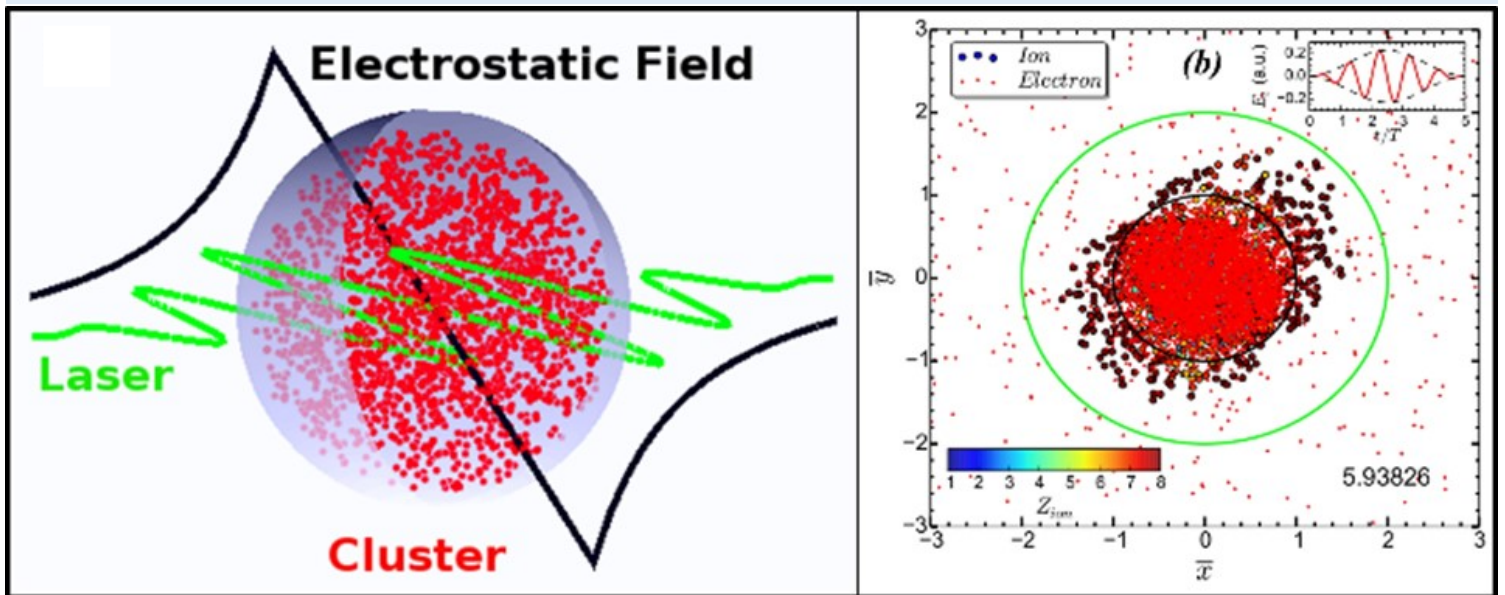 Electrostatic Field
Laser
Cluster
Ion
Electron
(b)
E_l (a.u.)
0.2
0.0
−0.2
0 1 2 3 4 5
t/T
3
2
1
0
−1
−2
−3
y̅
1 2 3 4 5 6 7 8
Z_ion
5.93826
−3 −2 −1 0 1 2 3
x̅